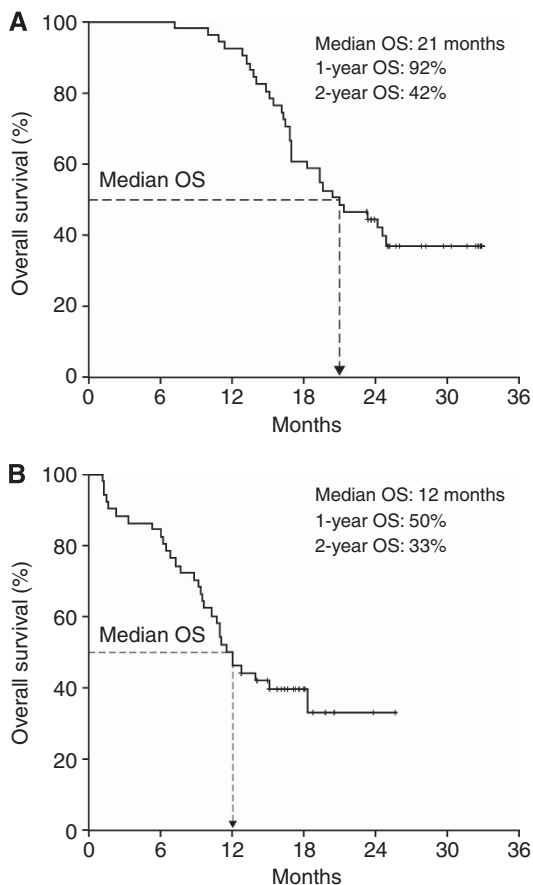 A
Overall survival (%)
100
80
60
40
20
0
Median OS: 21 months
1-year OS: 92%
2-year OS: 42%
Median OS
0 6 12 18 24 30 36
Months
B
Overall survival (%)
100
80
60
40
20
0
Median OS: 12 months
1-year OS: 50%
2-year OS: 33%
Median OS
0 6 12 18 24 30 36
Months